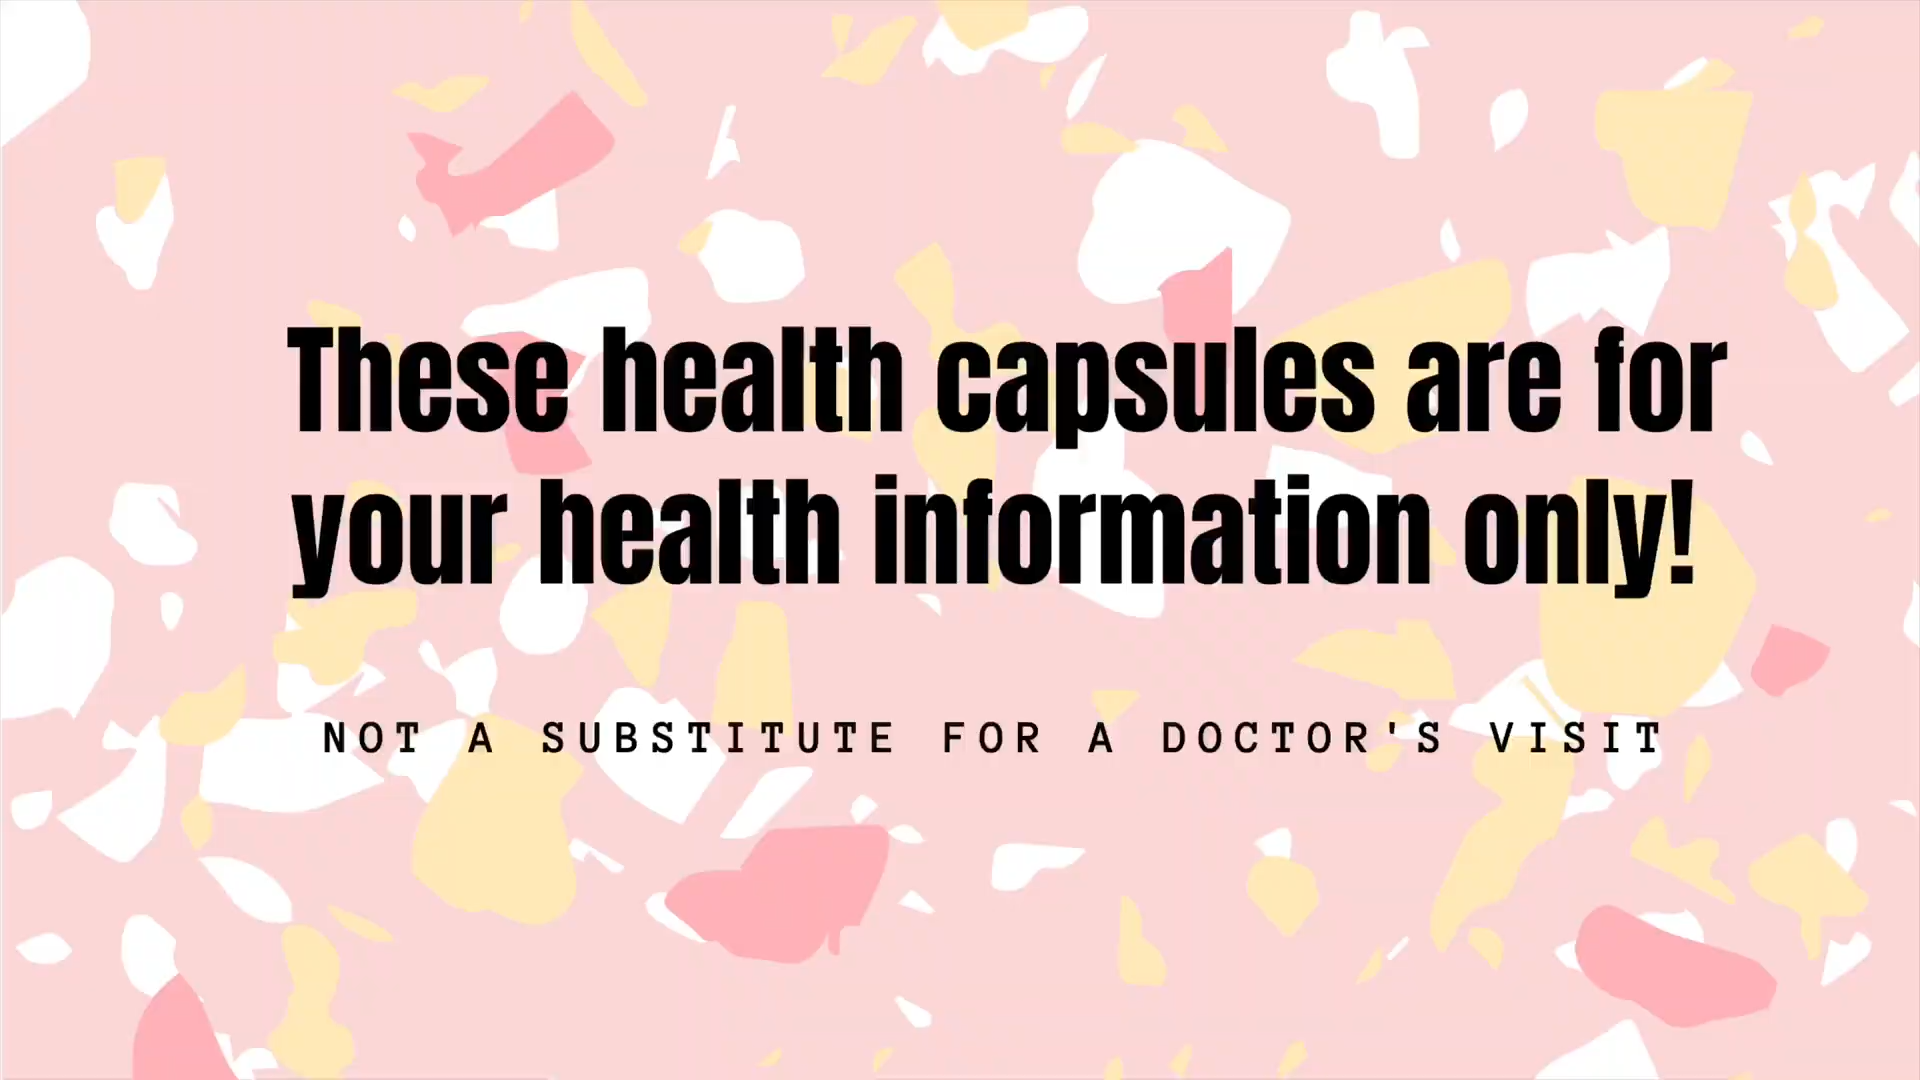 These health capsules are for
your health information only!
NOT A SUBSTITUTE FOR A DOCTOR'S VISIT